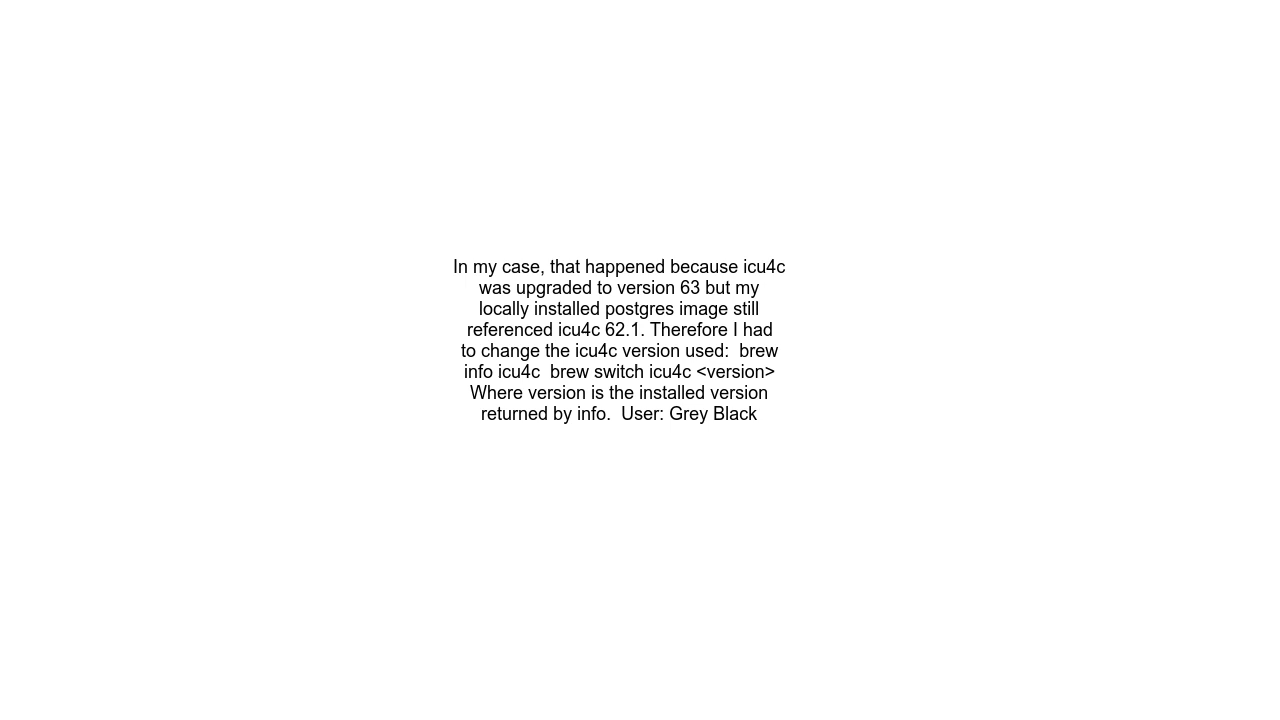 In my case, that happened because icu4c
was upgraded to version 63 but my
locally installed postgres image still
referenced icu4c 62.1. Therefore I had
to change the icu4c version used:  brew
info icu4c  brew switch icu4c <version>
Where version is the installed version
returned by info.  User: Grey Black